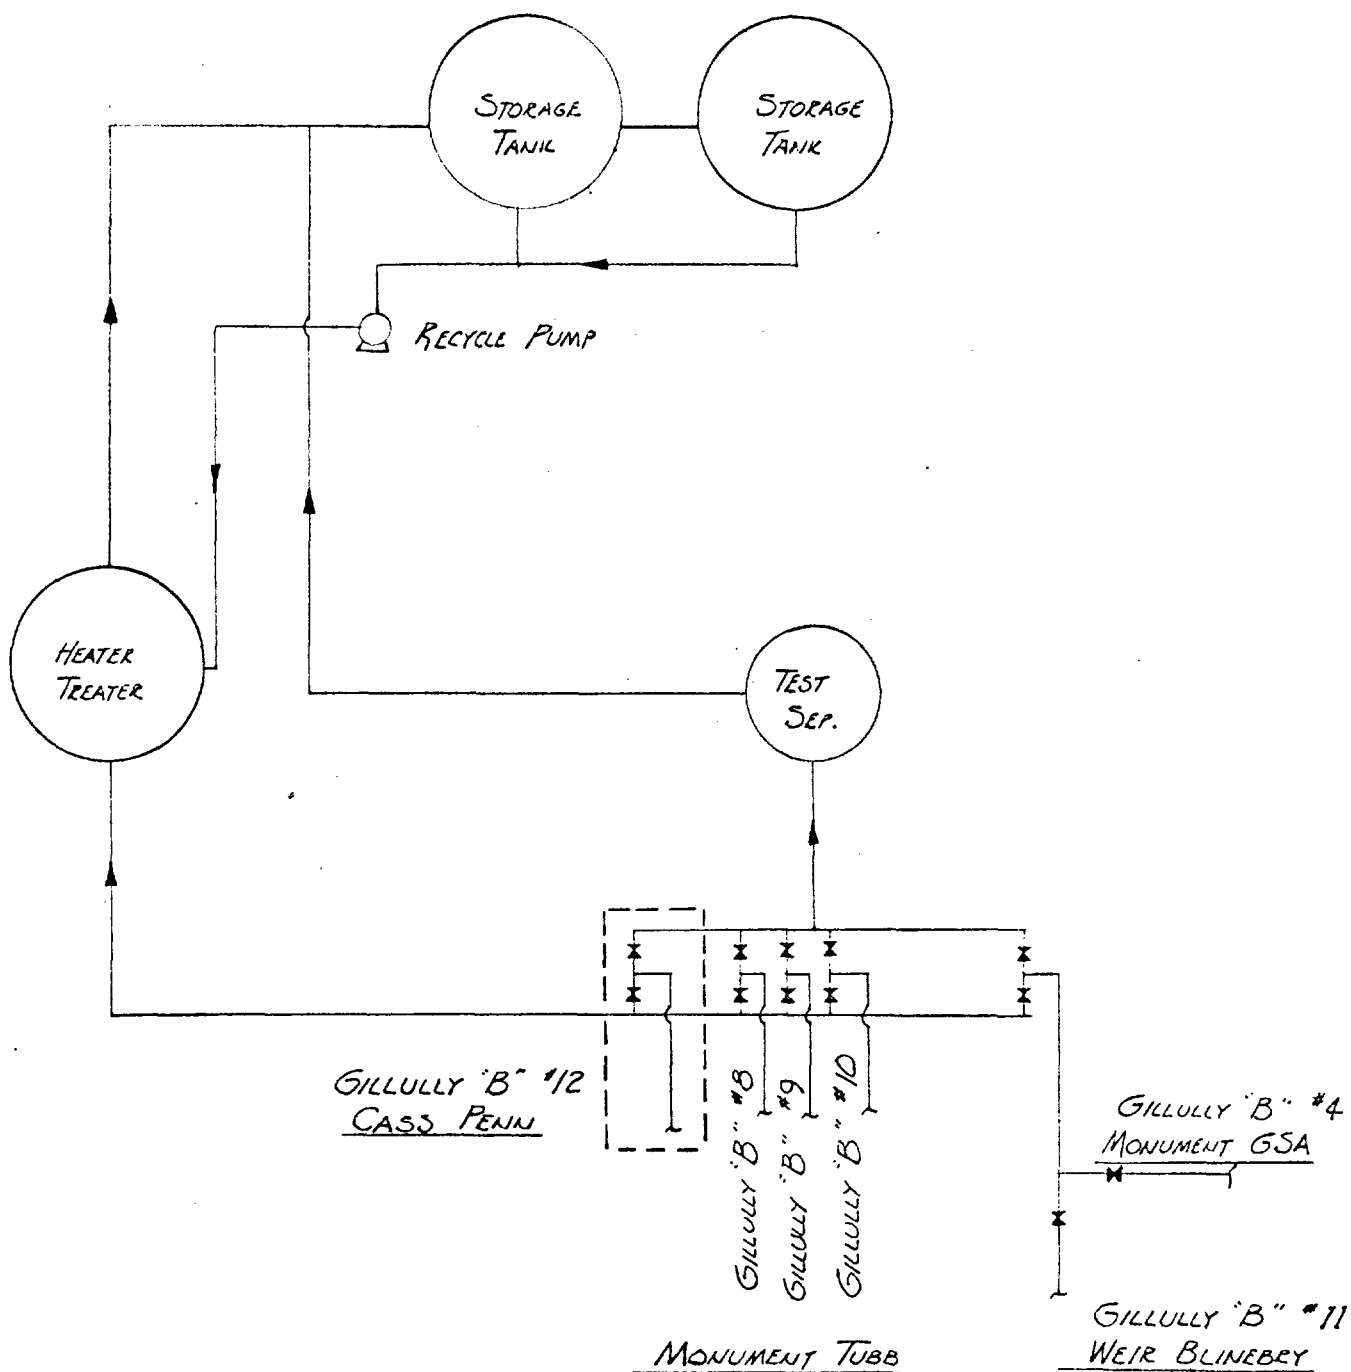 STORAGE
TANK
STORAGE
TANK
RECYCLE PUMP
HEATER
TREATER
TEST
SEP.
GILLULLY "B" #12
CASS PENN
GILLULLY "B" #8
GILLULLY "B" #9
GILLULLY "B" #10
GILLULLY "B" #4
MONUMENT GSA
GILLULLY "B" #11
WEIR BLINEBRY
MONUMENT TUBB